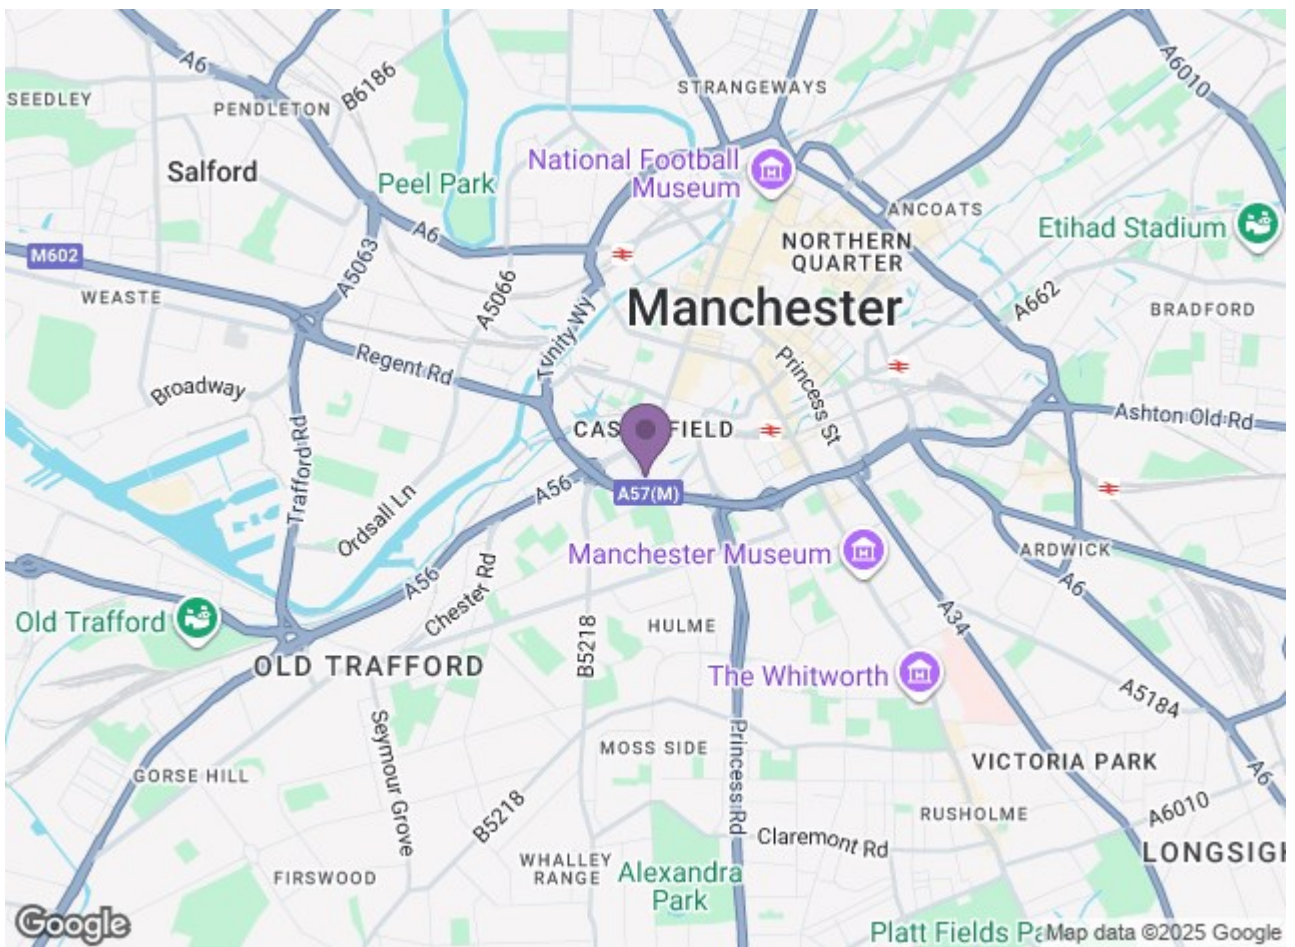 A6
B6186
STRANGEWAYS
A6010
SEEDLEY
PENDLETON
National Football
Museum
Salford
Peel Park
ANCOATS
A6
Etihad Stadium
NORTHERN
QUARTER
M602
A5063
A5066
WEASTE
Manchester
A662
BRADFORD
Trinity Wy
Regent Rd
Princess St
Broadway
Ashton Old Rd
Trafford Rd
A56
A57(M)
Ordsall Ln
Manchester Museum
ARDWICK
A56
Chester Rd
A6
Old Trafford
B5218
HULME
A34
OLD TRAFFORD
The Whitworth
A5184
Seymour Grove
Princess Rd
MOSS SIDE
VICTORIA PARK
GORSE HILL
A6
B5218
RUSHOLME
A6010
Claremont Rd
LONGSIGH
WHALLEY
RANGE
FIRSWOOD
Alexandra
Park
Google
Platt Fields
Map data ©2025 Google